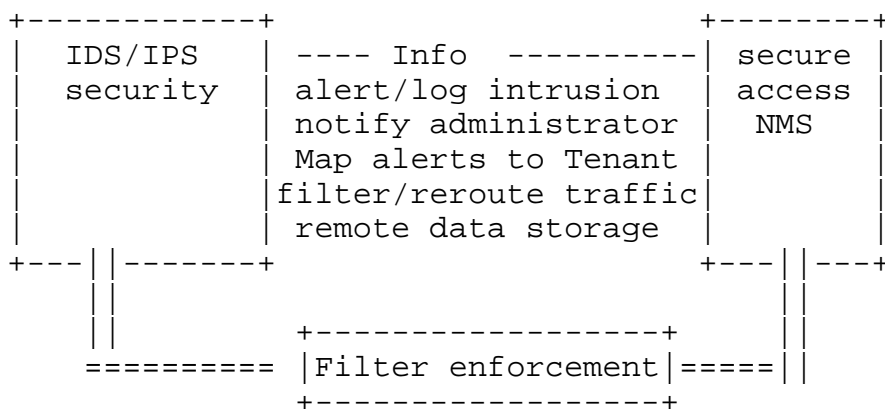 IDS/IPS ---- Info ---------- secure
security alert/log intrusion access
notify administrator NMS
Map alerts to Tenant
filter/reroute traffic
remote data storage
Filter enforcement